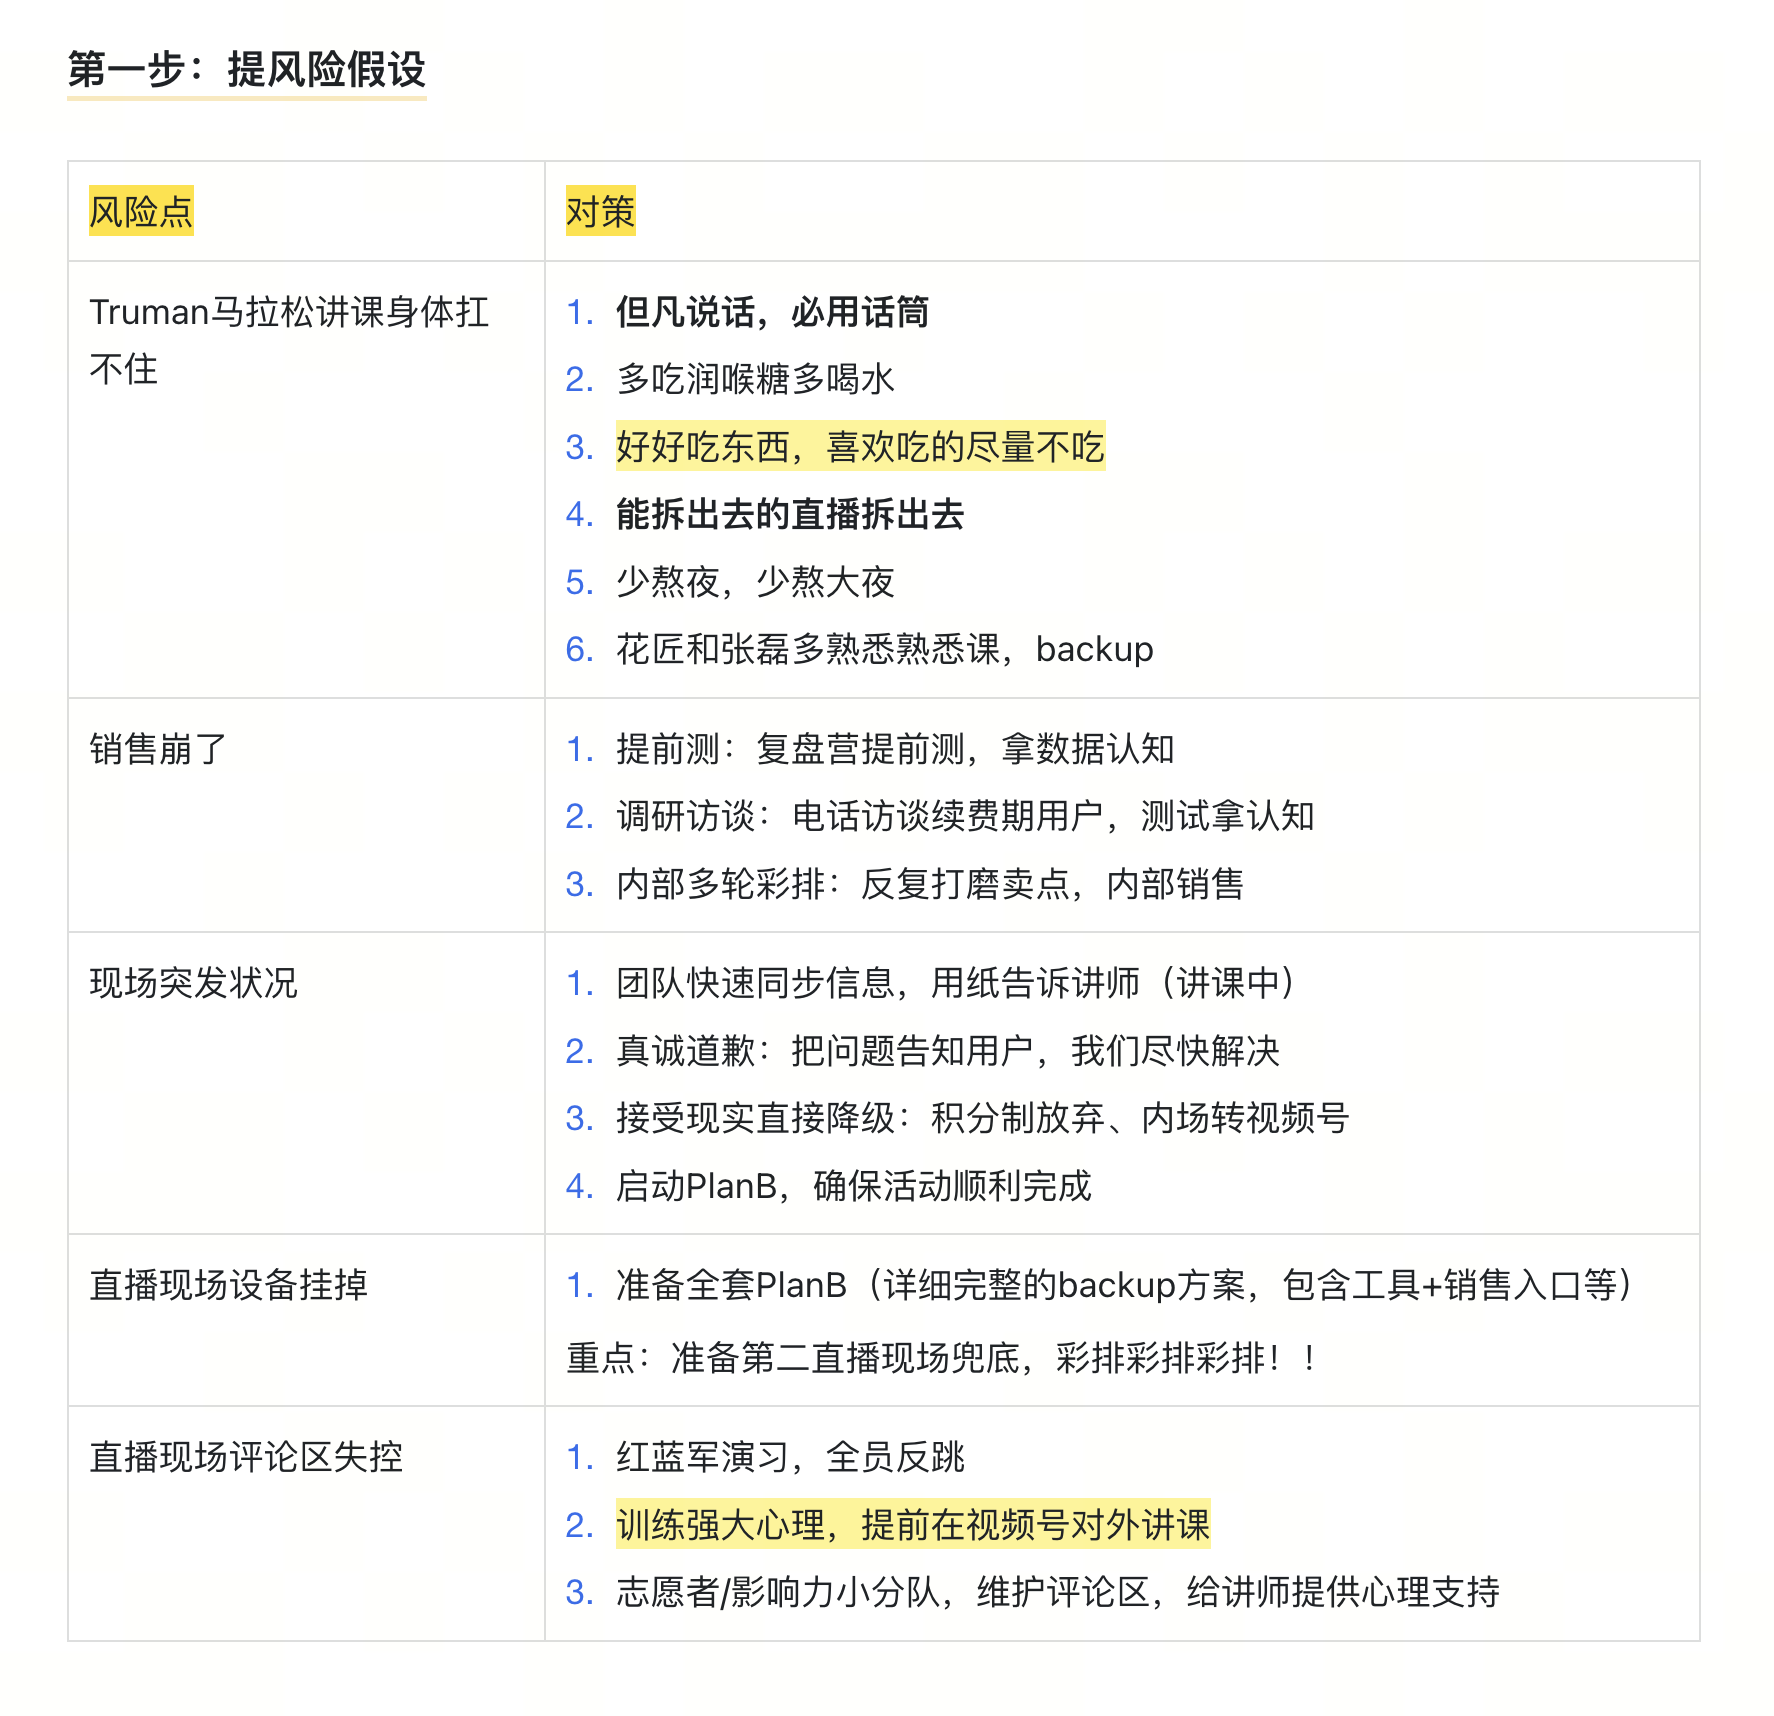 第一步：提风险假设
风险点
对策
Truman马拉松讲课身体扛
不住
1. 但凡说话，必用话筒
2. 多吃润喉糖多喝水
3. 好好吃东西，喜欢吃的尽量不吃
4. 能拆出去的直播拆出去
5. 少熬夜，少熬大夜
6. 花匠和张磊多熟悉熟悉课，backup
销售崩了
1. 提前测：复盘营提前测，拿数据认知
2. 调研访谈：电话访谈续费期用户，测试拿认知
3. 内部多轮彩排：反复打磨卖点，内部销售
现场突发状况
1. 团队快速同步信息，用纸告诉讲师（讲课中）
2. 真诚道歉：把问题告知用户，我们尽快解决
3. 接受现实直接降级：积分制放弃、内场转视频号
4. 启动PlanB，确保活动顺利完成
直播现场设备挂掉
1. 准备全套PlanB（详细完整的backup方案，包含工具+销售入口等）
重点：准备第二直播现场兜底，彩排彩排彩排！！
直播现场评论区失控
1. 红蓝军演习，全员反跳
2. 训练强大心理，提前在视频号对外讲课
3. 志愿者/影响力小分队，维护评论区，给讲师提供心理支持